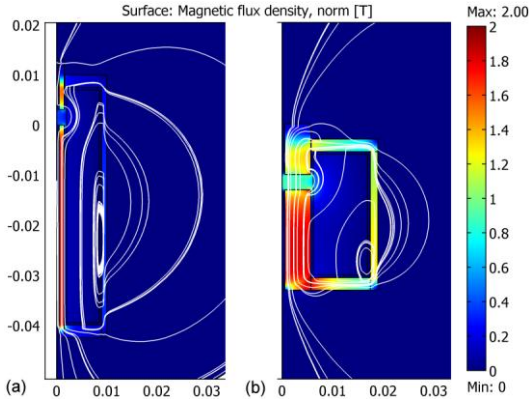 Surface: Magnetic flux density, norm [T]
Max: 2.00
0.02
0.01
0
-0.01
-0.02
-0.03
-0.04
(a)
0 0.01 0.02 0.03
(b)
0 0.01 0.02 0.03
2
1.8
1.6
1.4
1.2
1
0.8
0.6
0.4
0.2
0
Min: 0